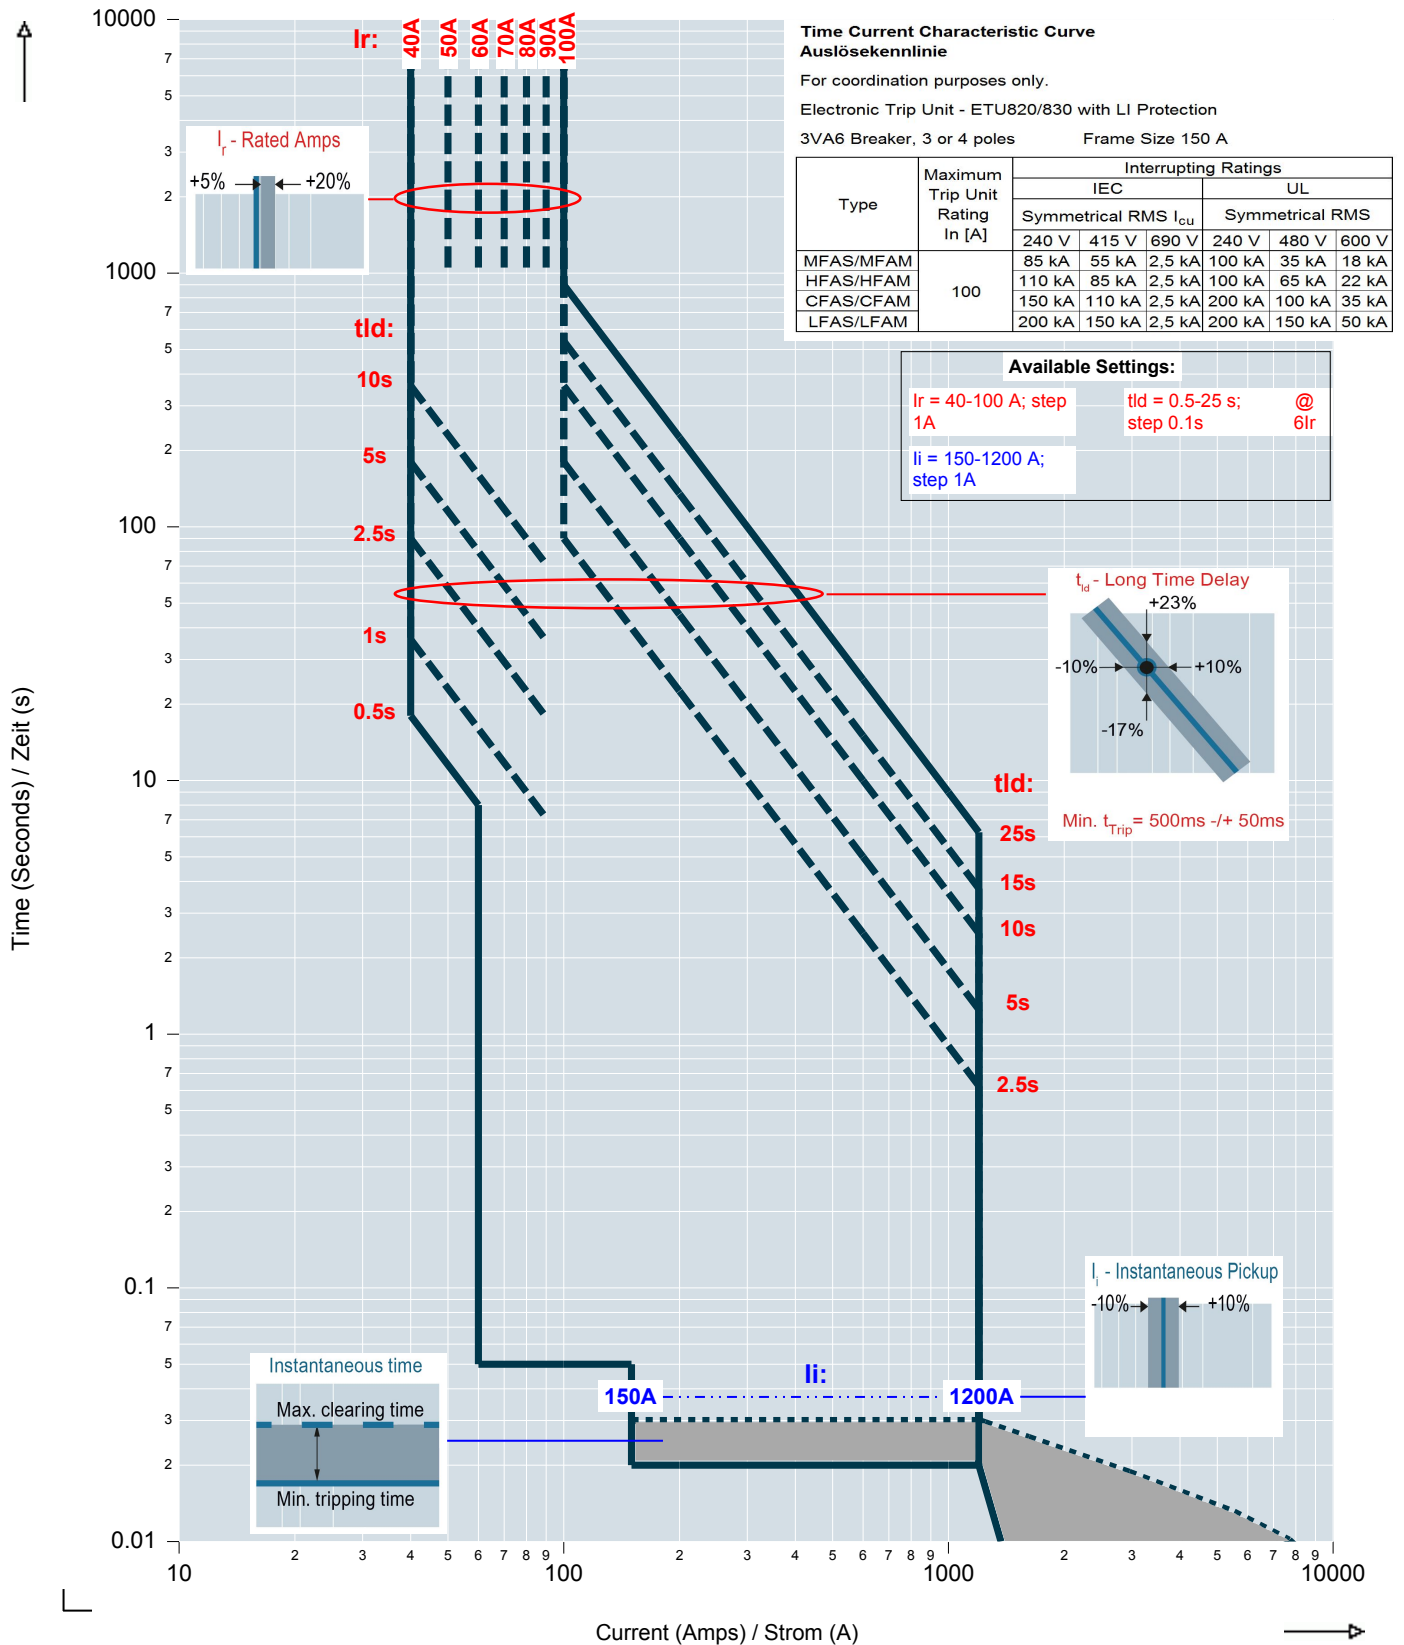 Time Current Characteristic Curve
Auslösekennlinie
For coordination purposes only.
Electronic Trip Unit - ETU820/830 with LI Protection
3VA6 Breaker, 3 or 4 poles Frame Size 150 A
Type Maximum Trip Unit Rating In [A] Interrupting Ratings
IEC UL
Symmetrical RMS Icu Symmetrical RMS
240 V 415 V 690 V 240 V 480 V 600 V
MFAS/MFAM 100 85 kA 55 kA 2,5 kA 100 kA 35 kA 18 kA
HFAS/HFAM 110 kA 85 kA 2,5 kA 100 kA 65 kA 22 kA
CFAS/CFAM 150 kA 110 kA 2,5 kA 200 kA 100 kA 35 kA
LFAS/LFAM 200 kA 150 kA 2,5 kA 200 kA 150 kA 50 kA
Available Settings:
Ir = 40-100 A; step
1A
tld = 0.5-25 s; @
step 0.1s 6Ir
Ii = 150-1200 A;
step 1A
Ir: 40A 50A 60A 70A 80A 90A 100A
Ir - Rated Amps
+5% +20%
tld:
10s
5s
2.5s
1s
0.5s
tld - Long Time Delay
+23%
-10% +10%
-17%
Min. tTrip= 500ms -/+ 50ms
tld:
25s
15s
10s
5s
2.5s
Ii - Instantaneous Pickup
-10% +10%
Ii:
150A 1200A
Instantaneous time
Max. clearing time
Min. tripping time
Time (Seconds) / Zeit (s)
10000
7
5
3
2
1000
7
5
3
2
100
7
5
3
2
10
7
5
3
2
1
7
5
3
2
0.1
7
5
3
2
0.01
2 3 4 5 6 7 8 9 2 3 4 5 6 7 8 9 2 3 4 5 6 7 8 9
10 100 1000 10000
Current (Amps) / Strom (A)